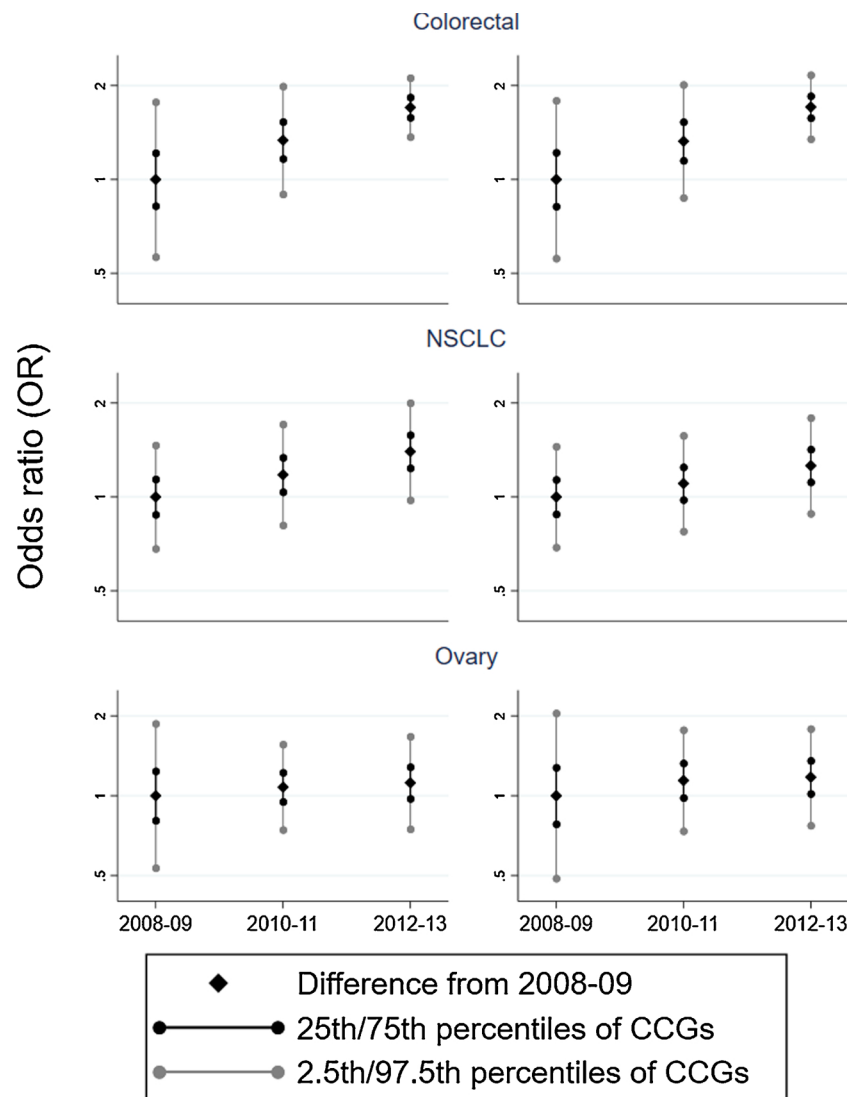 Colorectal
2
1
.5
2
1
.5
NSCLC
Odds ratio (OR)
2
1
.5
2
1
.5
Ovary
2
1
.5
2
1
.5
2008-09 2010-11 2012-13 2008-09 2010-11 2012-13
Difference from 2008-09
25th/75th percentiles of CCGs
2.5th/97.5th percentiles of CCGs